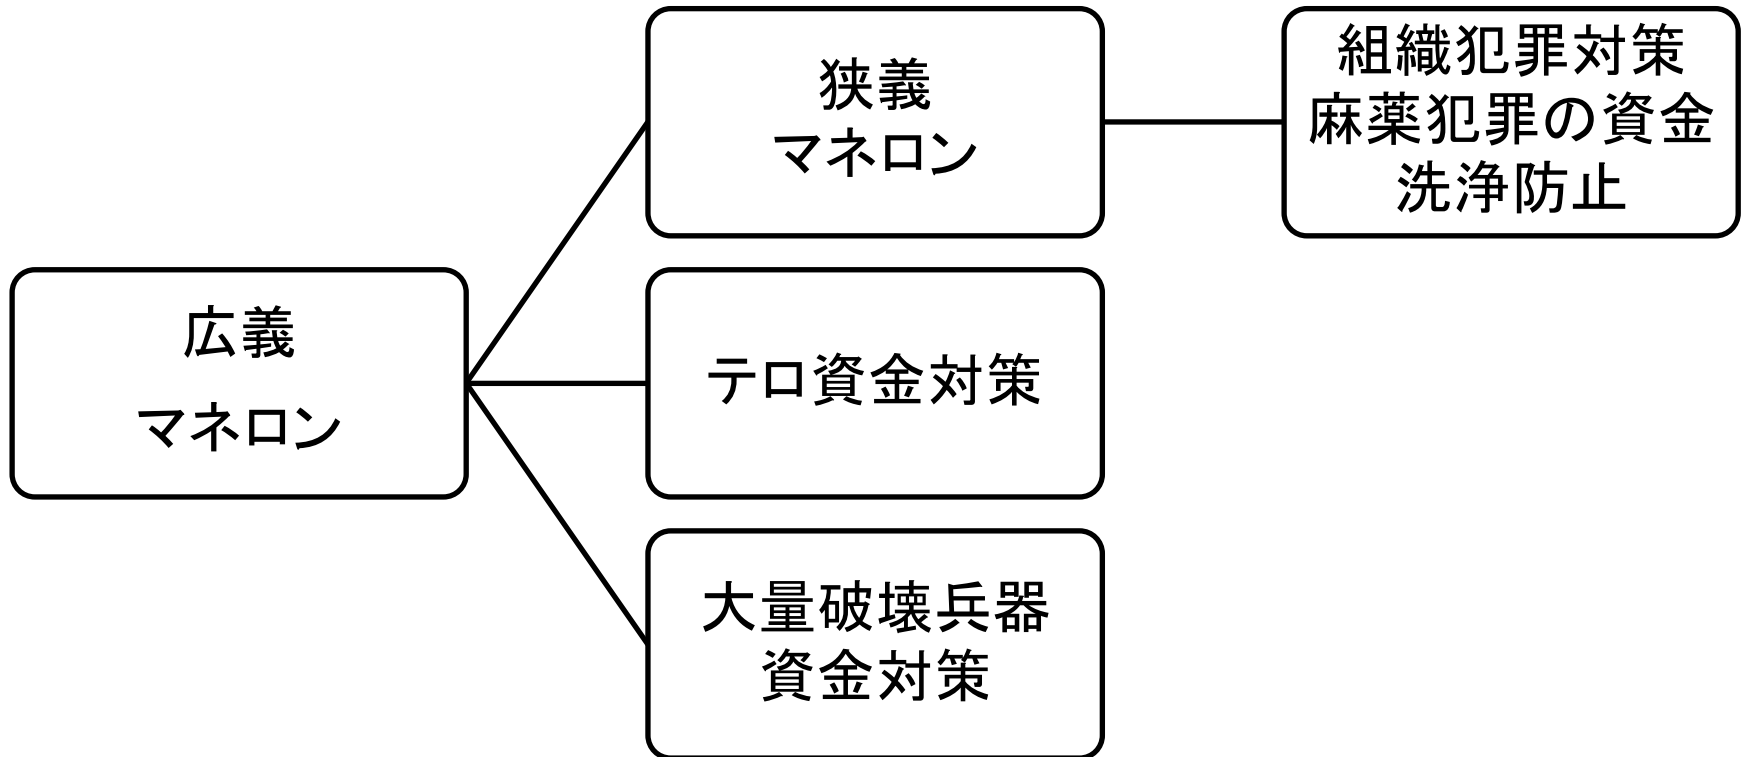 広義
マネロン
狭義
マネロン
組織犯罪対策
麻薬犯罪の資金
洗浄防止
テロ資金対策
大量破壊兵器
資金対策